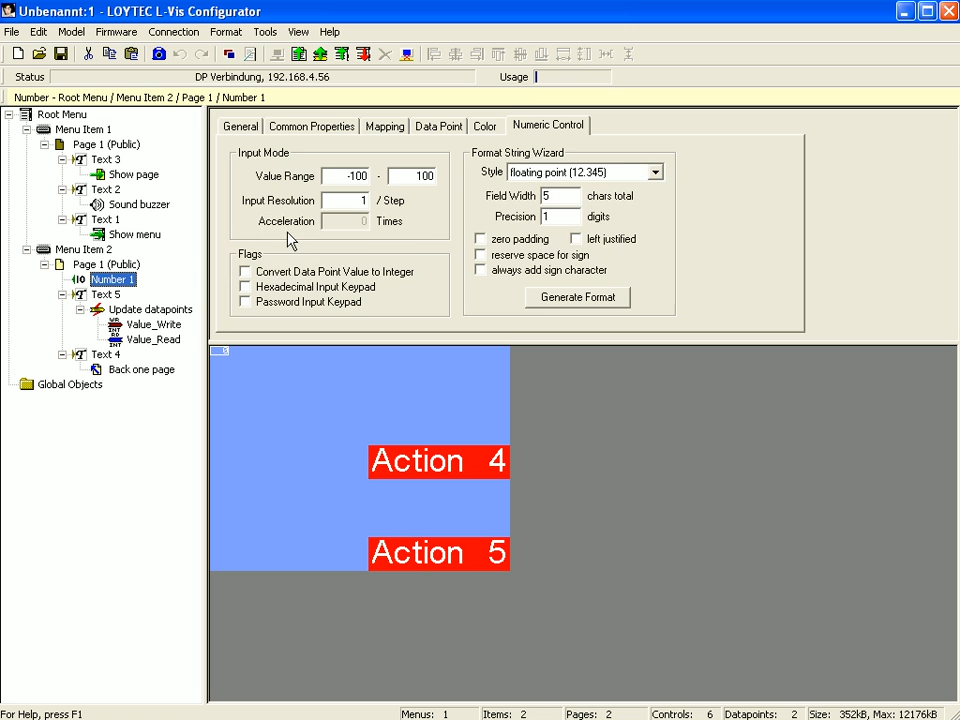 Unbenannt:1 - LOYTEC L-Vis Configurator
File Edit Model Firmware Connection Format Tools View Help
Status DP Verbindung, 192.168.4.56 Usage
Number - Root Menu / Menu Item 2 / Page 1 / Number 1
Root Menu
Menu Item 1
Page 1 (Public)
Text 3
Show page
Text 2
Sound buzzer
Text 1
Show menu
Menu Item 2
Page 1 (Public)
Number 1
Text 5
Update datapoints
Value_Write
Value_Read
Text 4
Back one page
Global Objects
General Common Properties Mapping Data Point Color Numeric Control
Input Mode
Value Range -100 - 100
Input Resolution 1 / Step
Acceleration 0 Times
Flags
Convert Data Point Value to Integer
Hexadecimal Input Keypad
Password Input Keypad
Format String Wizard
Style floating point (12.345)
Field Width 5 chars total
Precision 1 digits
zero padding left justified
reserve space for sign
always add sign character
Generate Format
Action 4
Action 5
For Help, press F1 Menus: 1 Items: 2 Pages: 2 Controls: 6 Datapoints: 2 Size: 352kB, Max: 12176kB